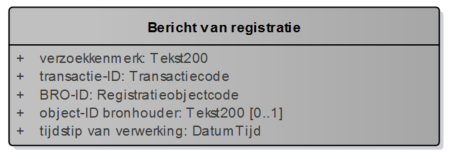 Bericht van registratie
+ verzoekkenmerk: Tekst200
+ transactie-ID: Transactiecode
+ BRO-ID: Registratieobjectcode
+ object-ID bronhouder: Tekst200 [0..1]
+ tijdstip van verwerking: DatumTijd